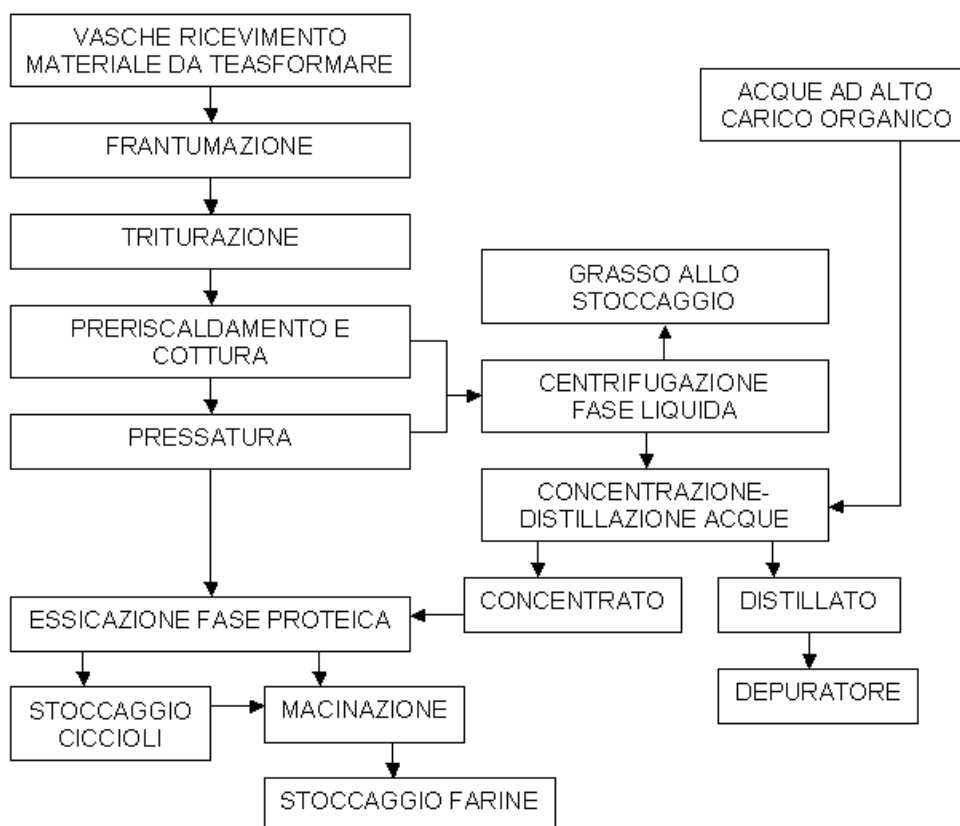 VASCHE RICEVIMENTO
MATERIALE DA TEASFORMARE
ACQUE AD ALTO
CARICO ORGANICO
FRANTUMAZIONE
TRITURAZIONE
GRASSO ALLO
STOCCAGGIO
PRERISCALDAMENTO E
COTTURA
CENTRIFUGAZIONE
FASE LIQUIDA
PRESSATURA
CONCENTRAZIONE-
DISTILLAZIONE ACQUE
CONCENTRATO
DISTILLATO
ESSICAZIONE FASE PROTEICA
DEPURATORE
STOCCAGGIO
CICCIOLI
MACINAZIONE
STOCCAGGIO FARINE